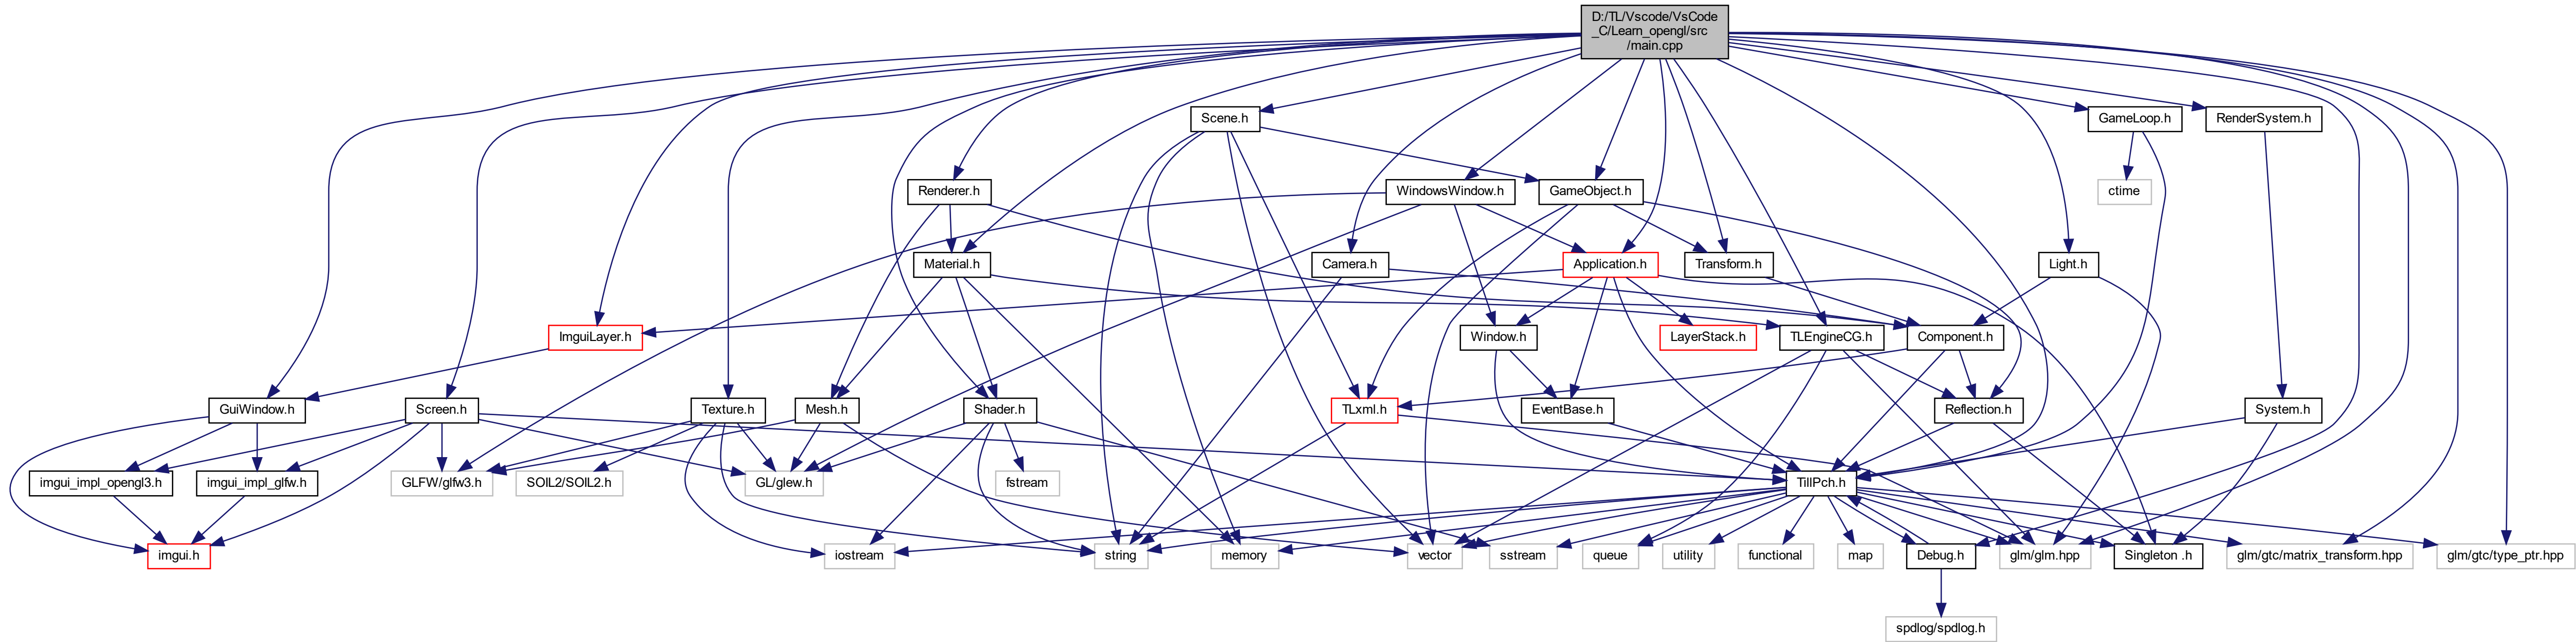 D:/TL/Vscode/VsCode
_C/Learn_opengl/src
/main.cpp
Scene.h
GameLoop.h
RenderSystem.h
Renderer.h
WindowsWindow.h
GameObject.h
ctime
Material.h
Camera.h
Application.h
Transform.h
Light.h
ImguiLayer.h
Window.h
LayerStack.h
TLEngineCG.h
Component.h
GuiWindow.h
Screen.h
Texture.h
Mesh.h
Shader.h
TLxml.h
EventBase.h
Reflection.h
System.h
imgui_impl_opengl3.h
imgui_impl_glfw.h
GLFW/glfw3.h
SOIL2/SOIL2.h
GL/glew.h
fstream
TillPch.h
imgui.h
iostream
string
memory
vector
sstream
queue
utility
functional
map
Debug.h
glm/glm.hpp
Singleton .h
glm/gtc/matrix_transform.hpp
glm/gtc/type_ptr.hpp
spdlog/spdlog.h